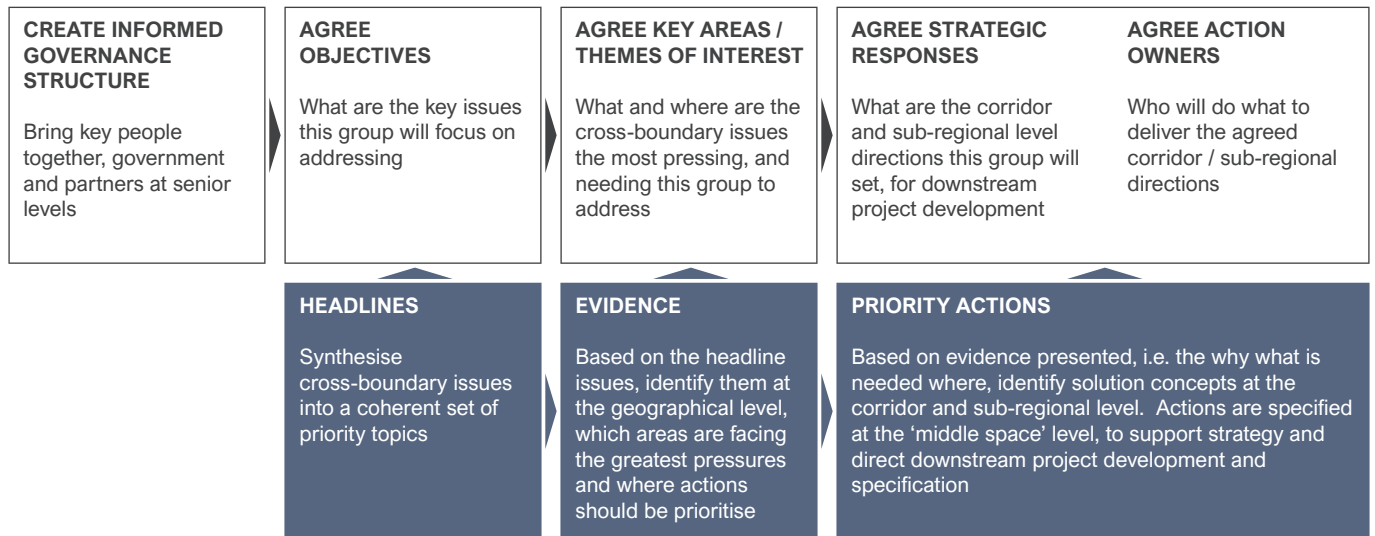 CREATE INFORMED
GOVERNANCE
STRUCTURE
Bring key people
together, government
and partners at senior
levels
AGREE
OBJECTIVES
What are the key issues
this group will focus on
addressing
AGREE KEY AREAS /
THEMES OF INTEREST
What and where are the
cross-boundary issues
the most pressing, and
needing this group to
address
AGREE STRATEGIC
RESPONSES
What are the corridor
and sub-regional level
directions this group will
set, for downstream
project development
AGREE ACTION
OWNERS
Who will do what to
deliver the agreed
corridor / sub-regional
directions
HEADLINES
Synthesise
cross-boundary issues
into a coherent set of
priority topics
EVIDENCE
Based on the headline
issues, identify them at
the geographical level,
which areas are facing
the greatest pressures
and where actions
should be prioritise
PRIORITY ACTIONS
Based on evidence presented, i.e. the why what is
needed where, identify solution concepts at the
corridor and sub-regional level.  Actions are specified
at the ‘middle space’ level, to support strategy and
direct downstream project development and
specification